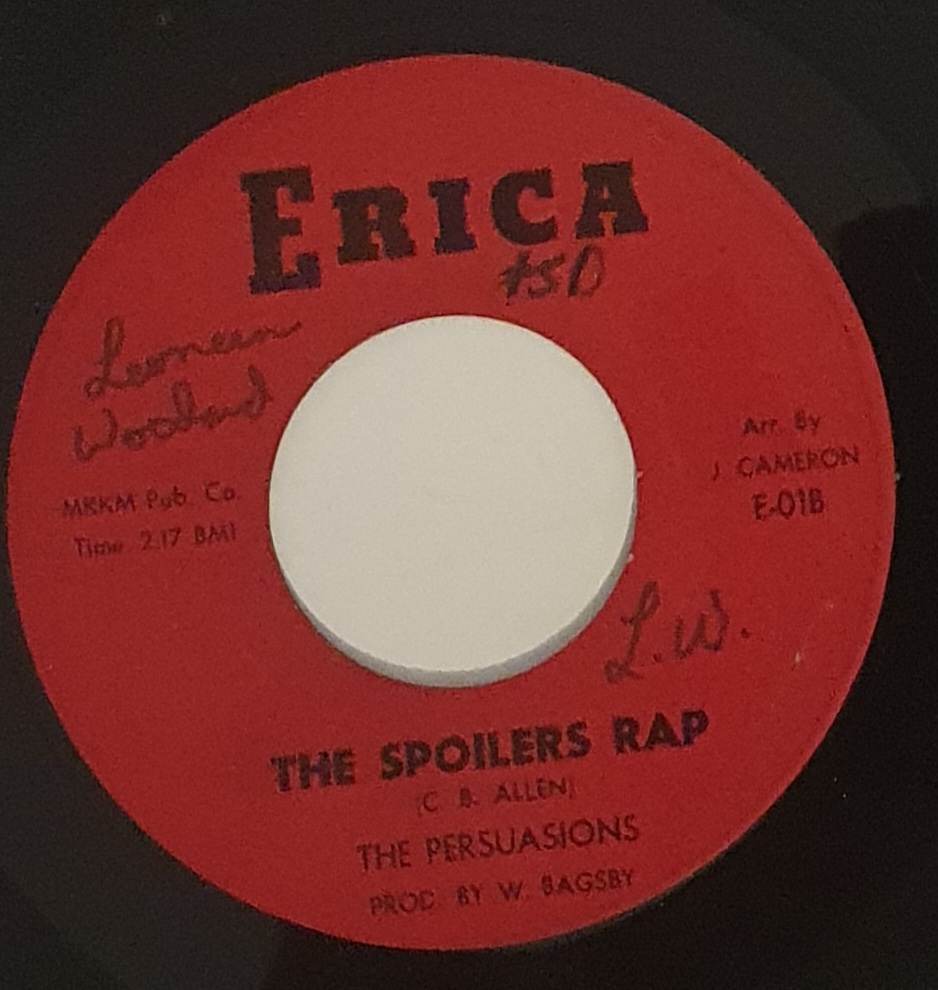 ERICA
Leoneen
Woodard
MKKM Pub. Co.
Time 2:17 BMI
Arr. By
J. CAMERON
E-01B
L.W.
THE SPOILERS RAP
(C. B. ALLEN)
THE PERSUASIONS
PROD. BY W. BAGSBY